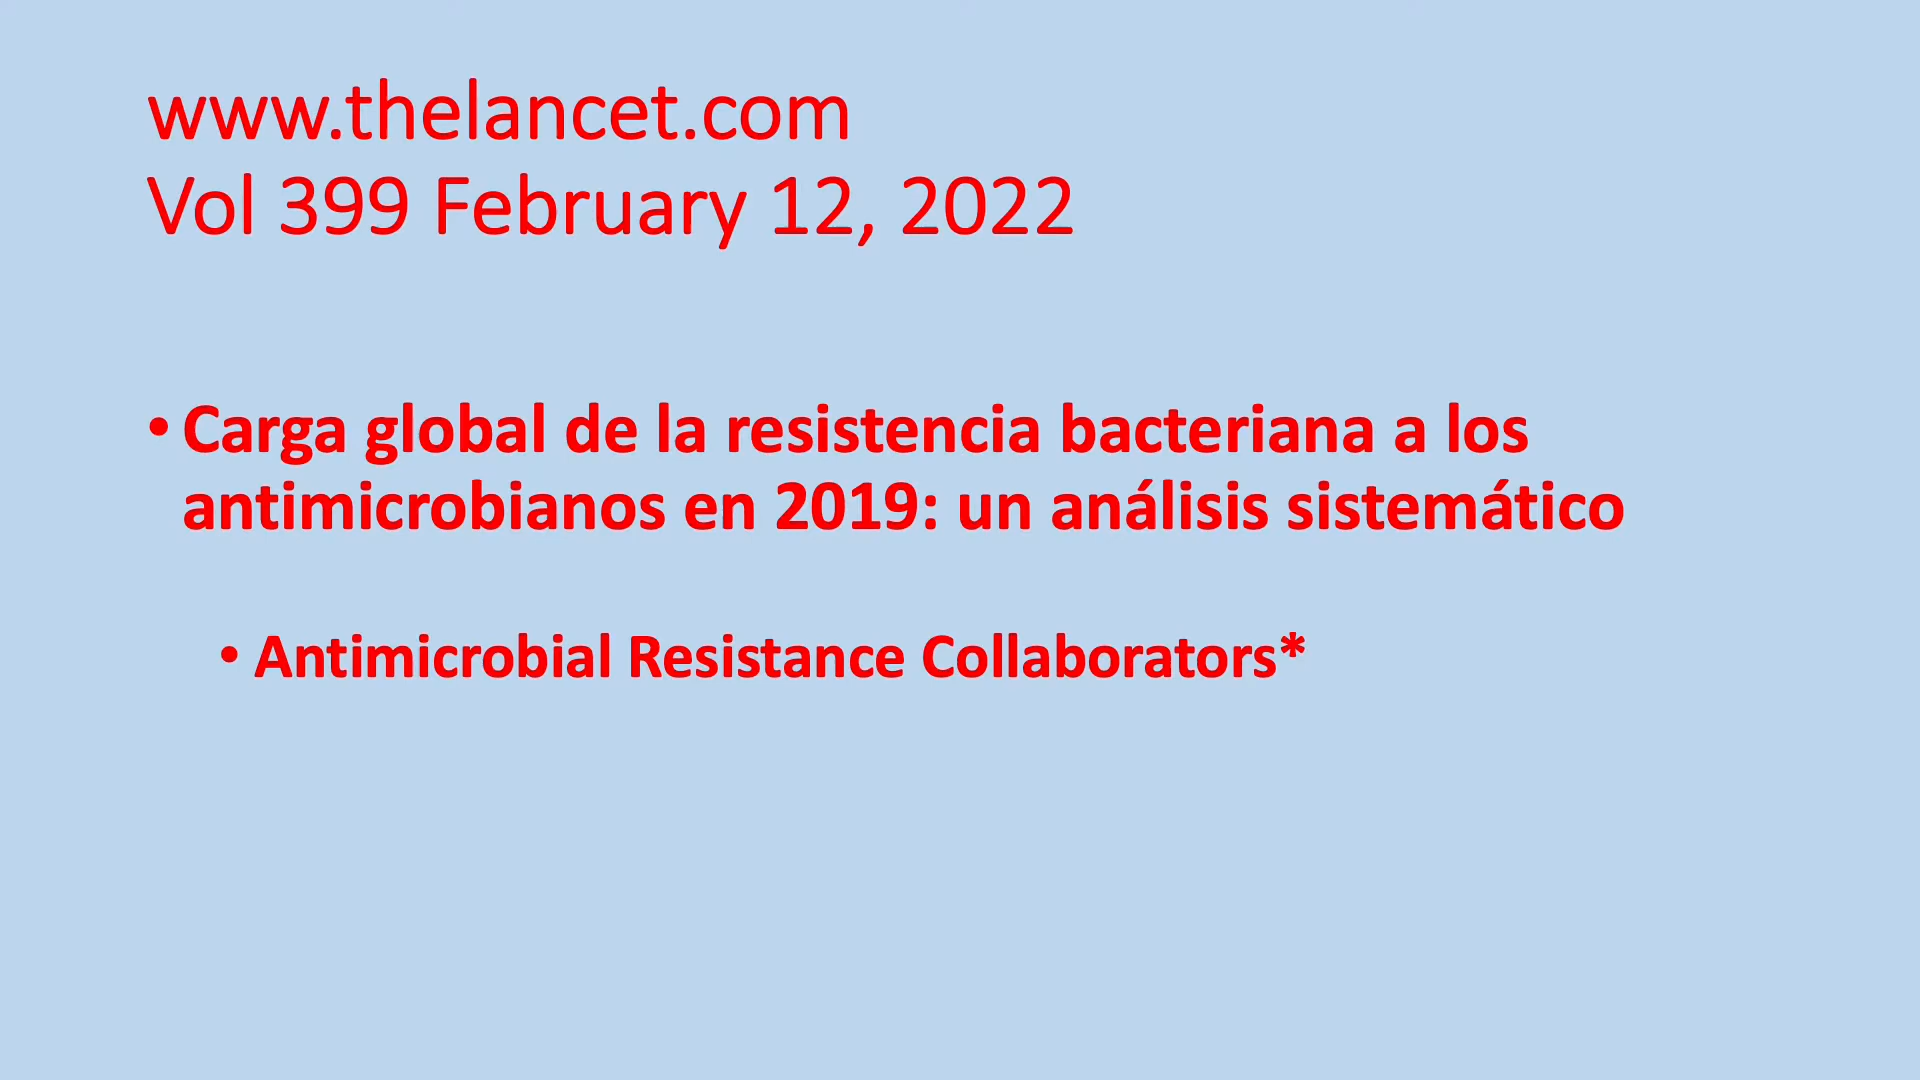 www.thelancet.com
Vol 399 February 12, 2022
• Carga global de la resistencia bacteriana a los
antimicrobianos en 2019: un análisis sistemático
• Antimicrobial Resistance Collaborators*